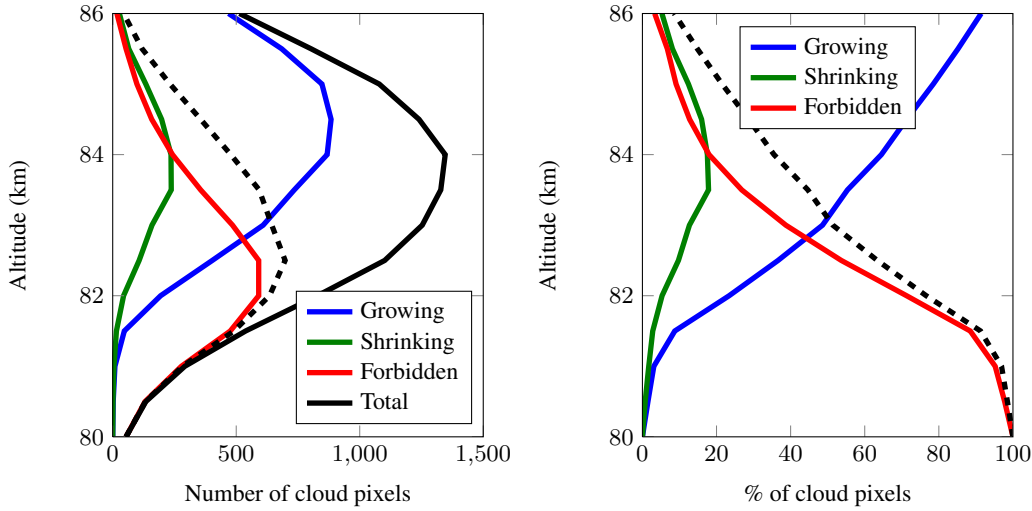 86
84
82
80
Altitude (km)
0
500
1,000
1,500
Number of cloud pixels
Growing
Shrinking
Forbidden
Total
86
84
82
80
Altitude (km)
0
20
40
60
80
100
% of cloud pixels
Growing
Shrinking
Forbidden